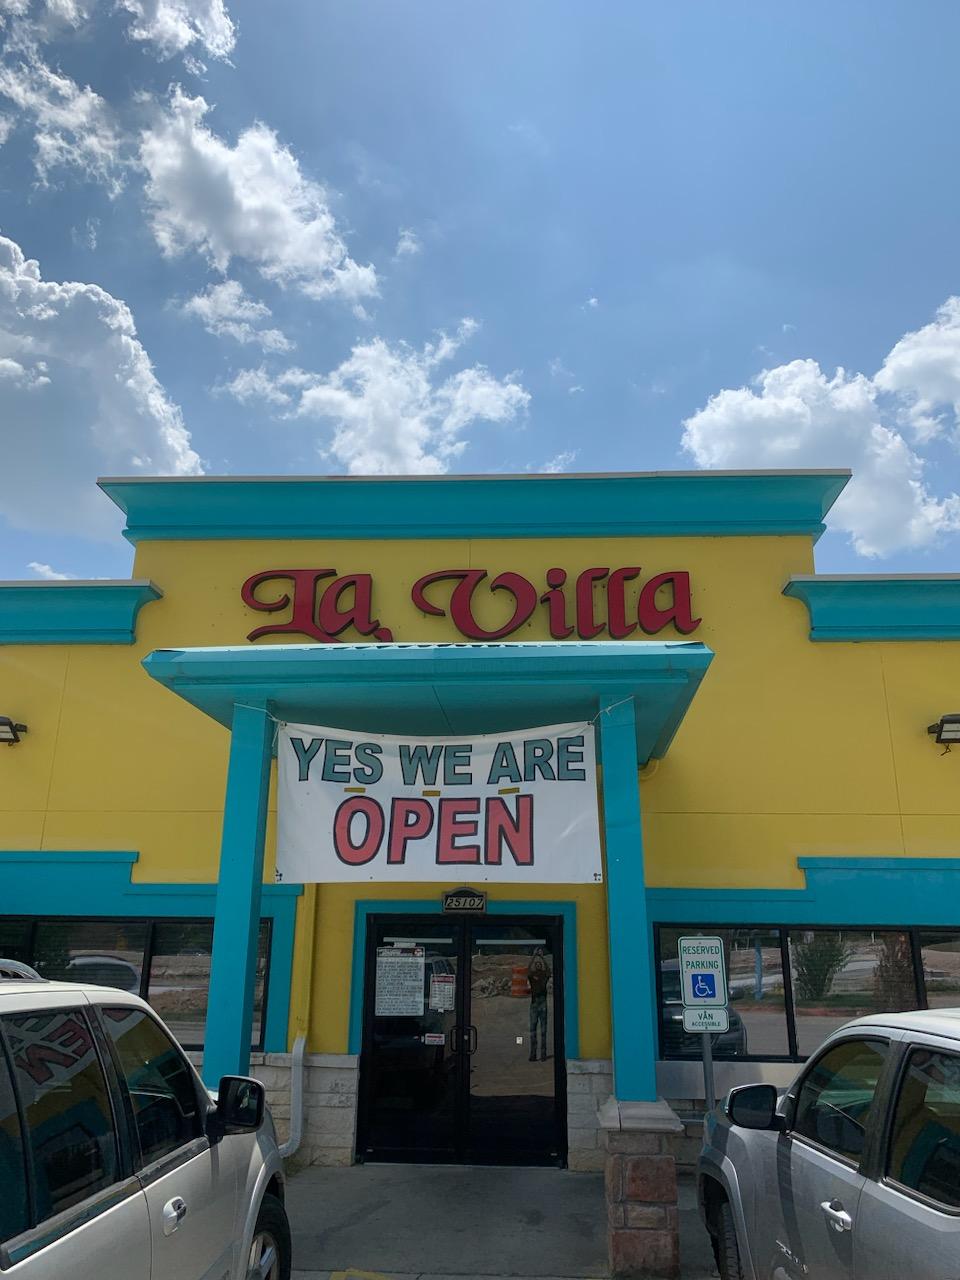 La Villa
YES WE ARE
OPEN
25107
RESERVED
PARKING
VAN
ACCESSIBLE